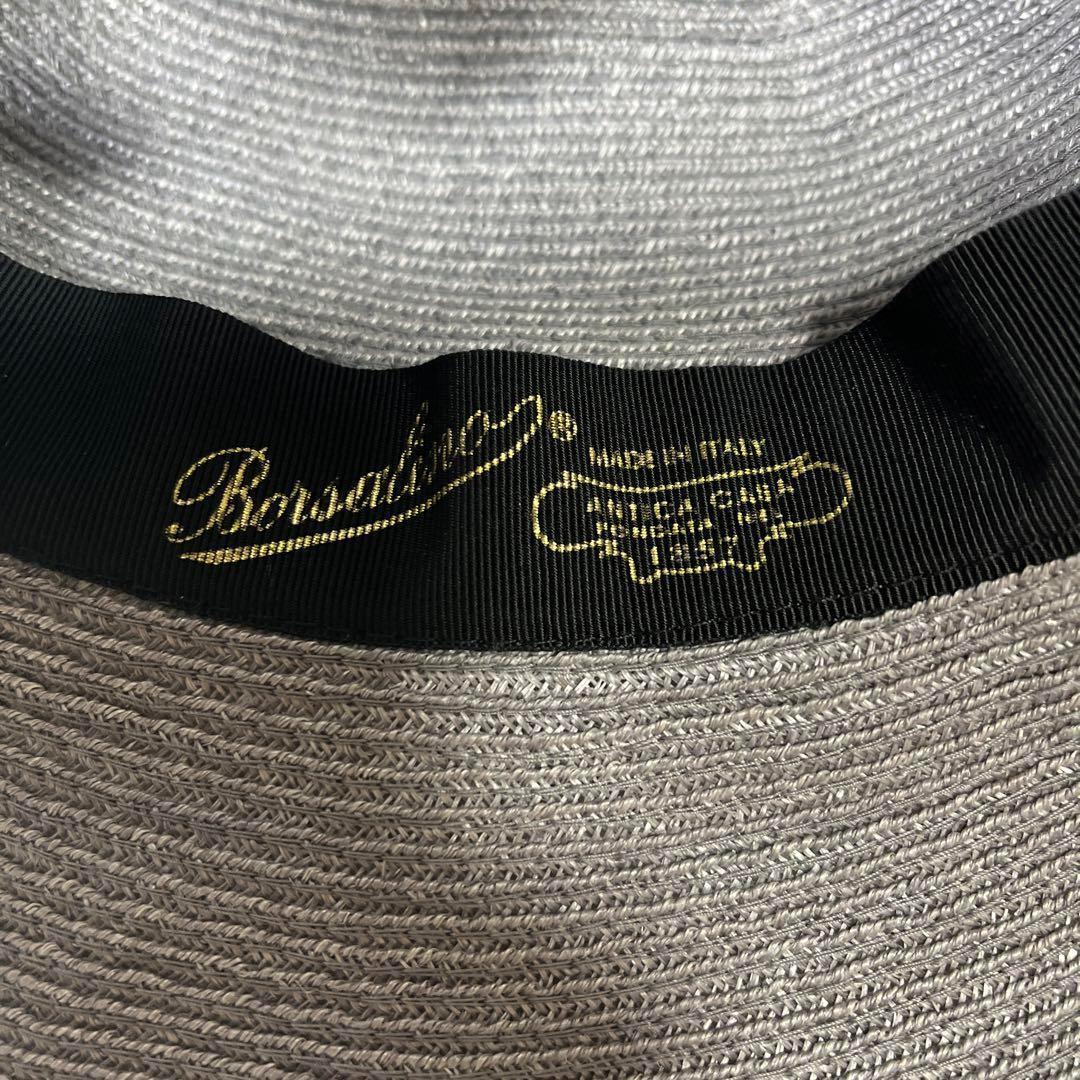 Borsalino®
MADE IN ITALY
ANTICA CASA
FONDATA NEL
1857